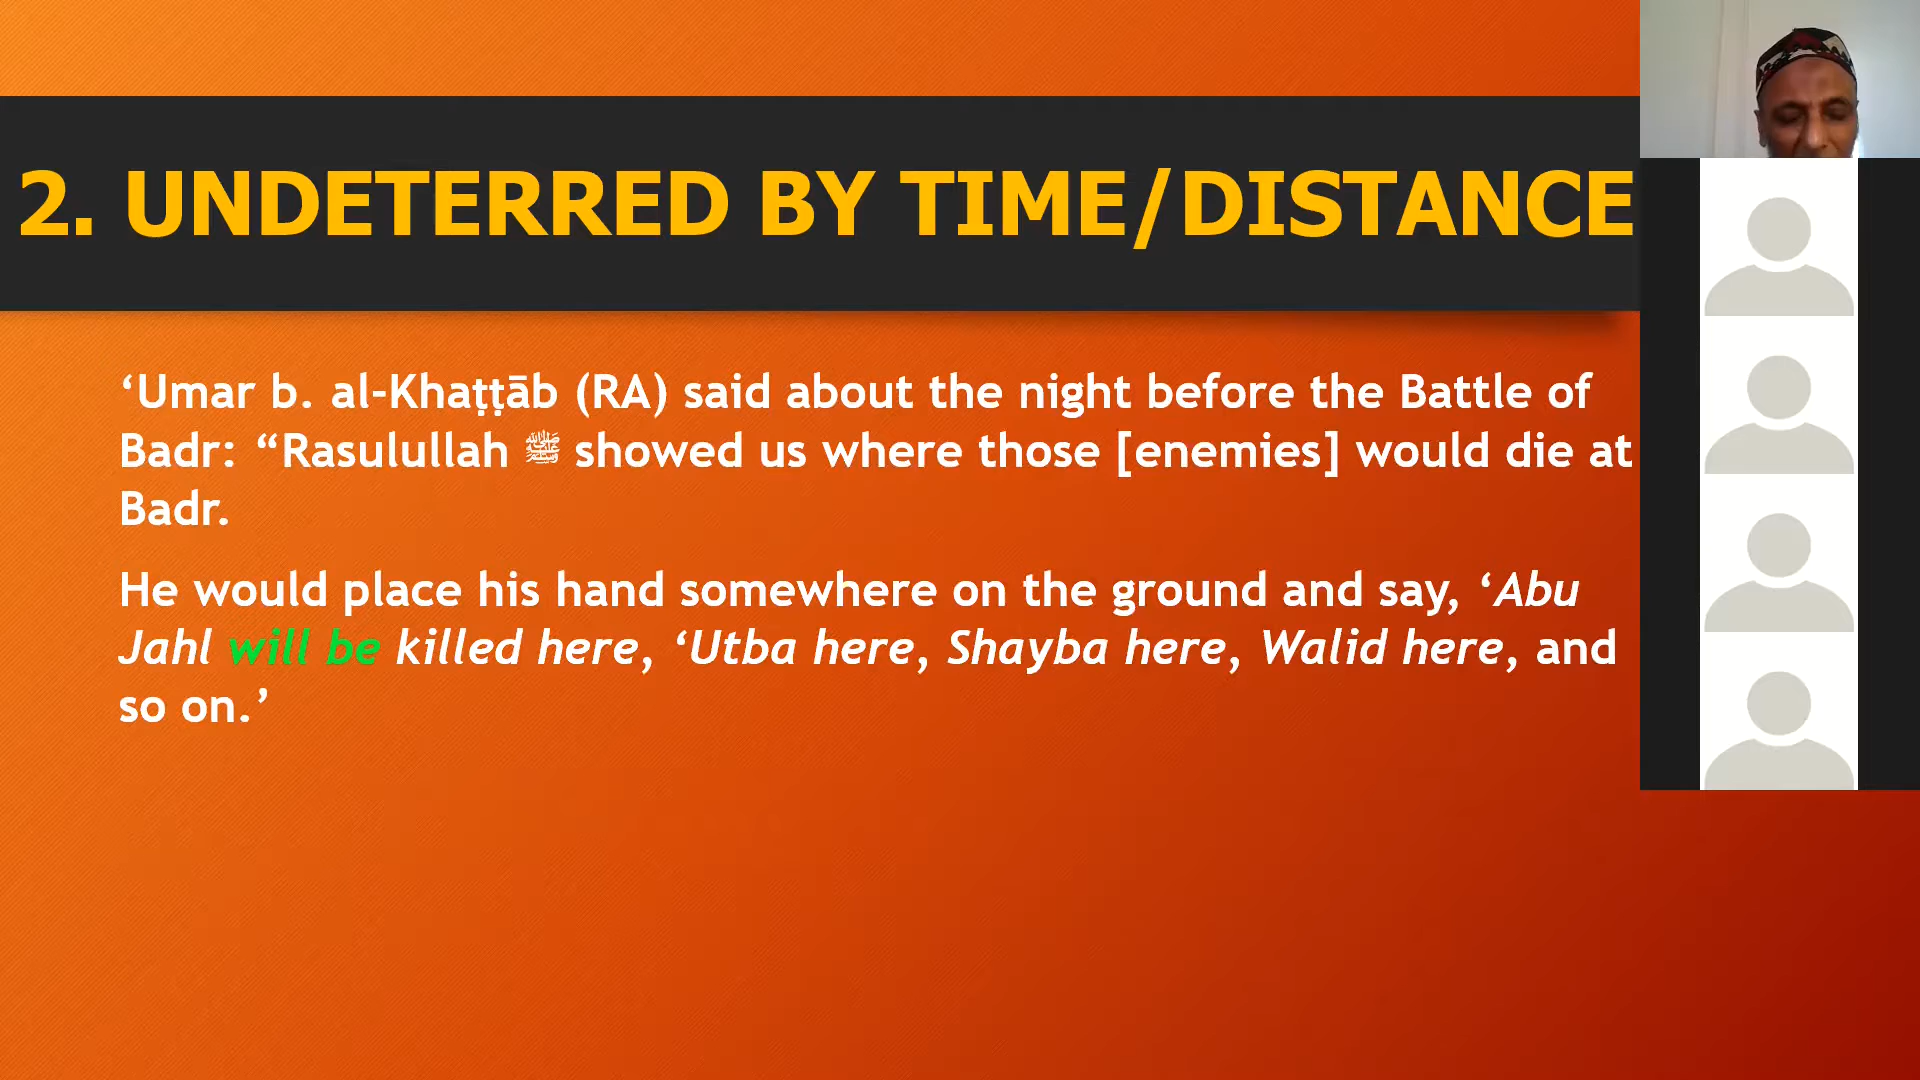 2. UNDETERRED BY TIME/DISTANCE
‘Umar b. al-Khaṭṭāb (RA) said about the night before the Battle of
Badr: “Rasulullah ﷺ showed us where those [enemies] would die at
Badr.
He would place his hand somewhere on the ground and say, ‘Abu
Jahl will be killed here, ‘Utba here, Shayba here, Walid here, and
so on.’